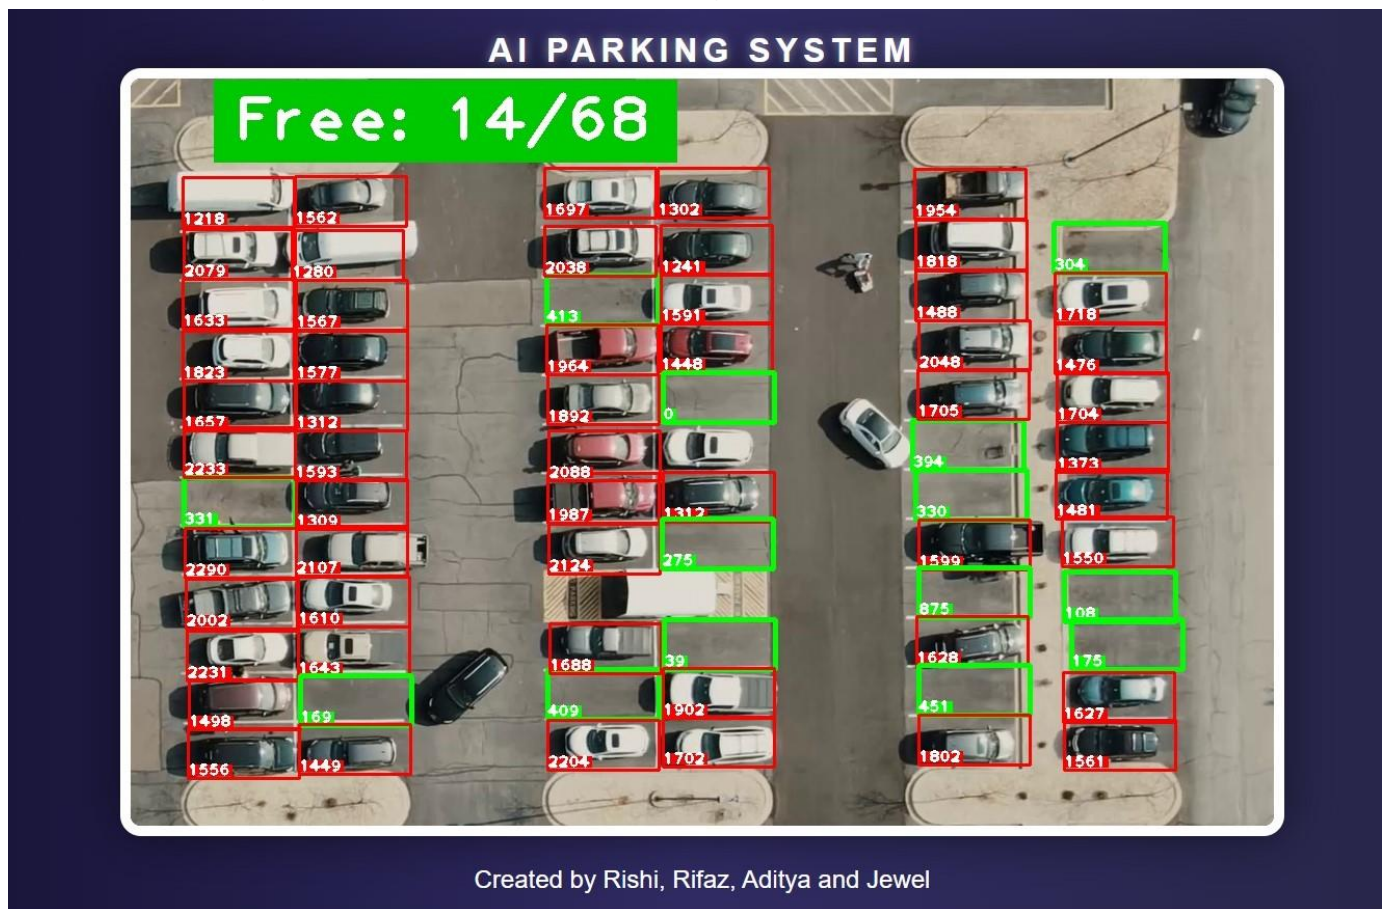 AI PARKING SYSTEM
Free: 14/68
1218 1562 1697 1302 1954
2079 1280 2038 1241 1818 304
1633 1567 413 1591 1488 1718
1823 1577 1964 1448 2048 1476
1657 1312 1892 0 1705 1704
2233 1593 2088 394 1373
331 1309 1987 1312 330 1481
2290 2107 2124 275 1599 1550
2002 1610 875 108
2231 1643 1688 39 1628 175
1498 169 409 1902 451 1627
1556 1449 2204 1702 1802 1561
Created by Rishi, Rifaz, Aditya and Jewel